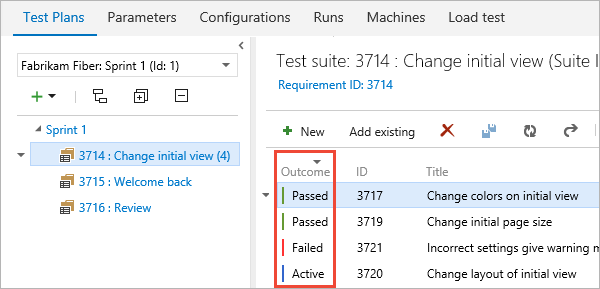 Test Plans Parameters Configurations Runs Machines Load test
Fabrikam Fiber: Sprint 1 (Id: 1)
Sprint 1
3714 : Change initial view (4)
3715 : Welcome back
3716 : Review
Test suite: 3714 : Change initial view (Suite I
Requirement ID: 3714
New Add existing
Outcome ID Title
Passed 3717 Change colors on initial view
Passed 3719 Change initial page size
Failed 3721 Incorrect settings give warning m
Active 3720 Change layout of initial view